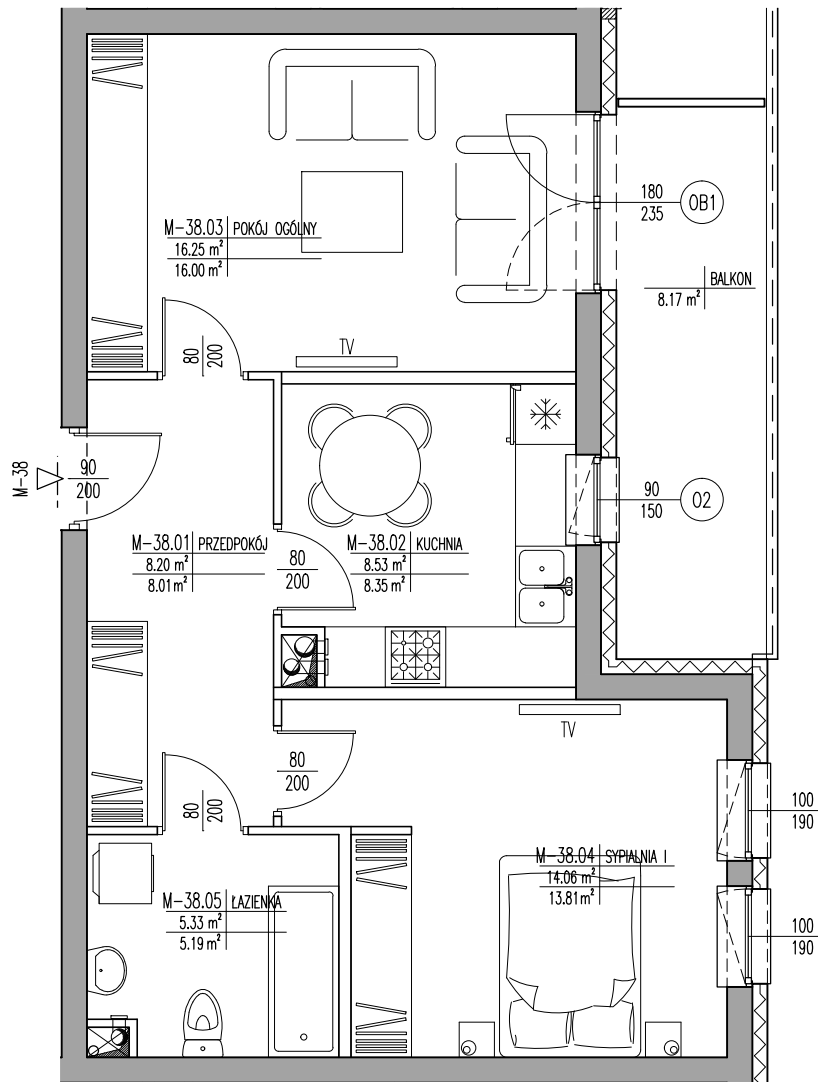 M-38.03 POKÓJ OGÓLNY
16.25 m²
16.00 m²
180
235
OB1
BALKON
8.17 m²
TV
80
200
M-38
90
200
90
150
O2
M-38.01 PRZEDPOKÓJ
8.20 m²
8.01 m²
80
200
M-38.02 KUCHNIA
8.53 m²
8.35 m²
TV
80
200
80
200
100
190
M-38.04 SYPIALNIA I
14.06 m²
13.81 m²
M-38.05 ŁAZIENKA
5.33 m²
5.19 m²
100
190